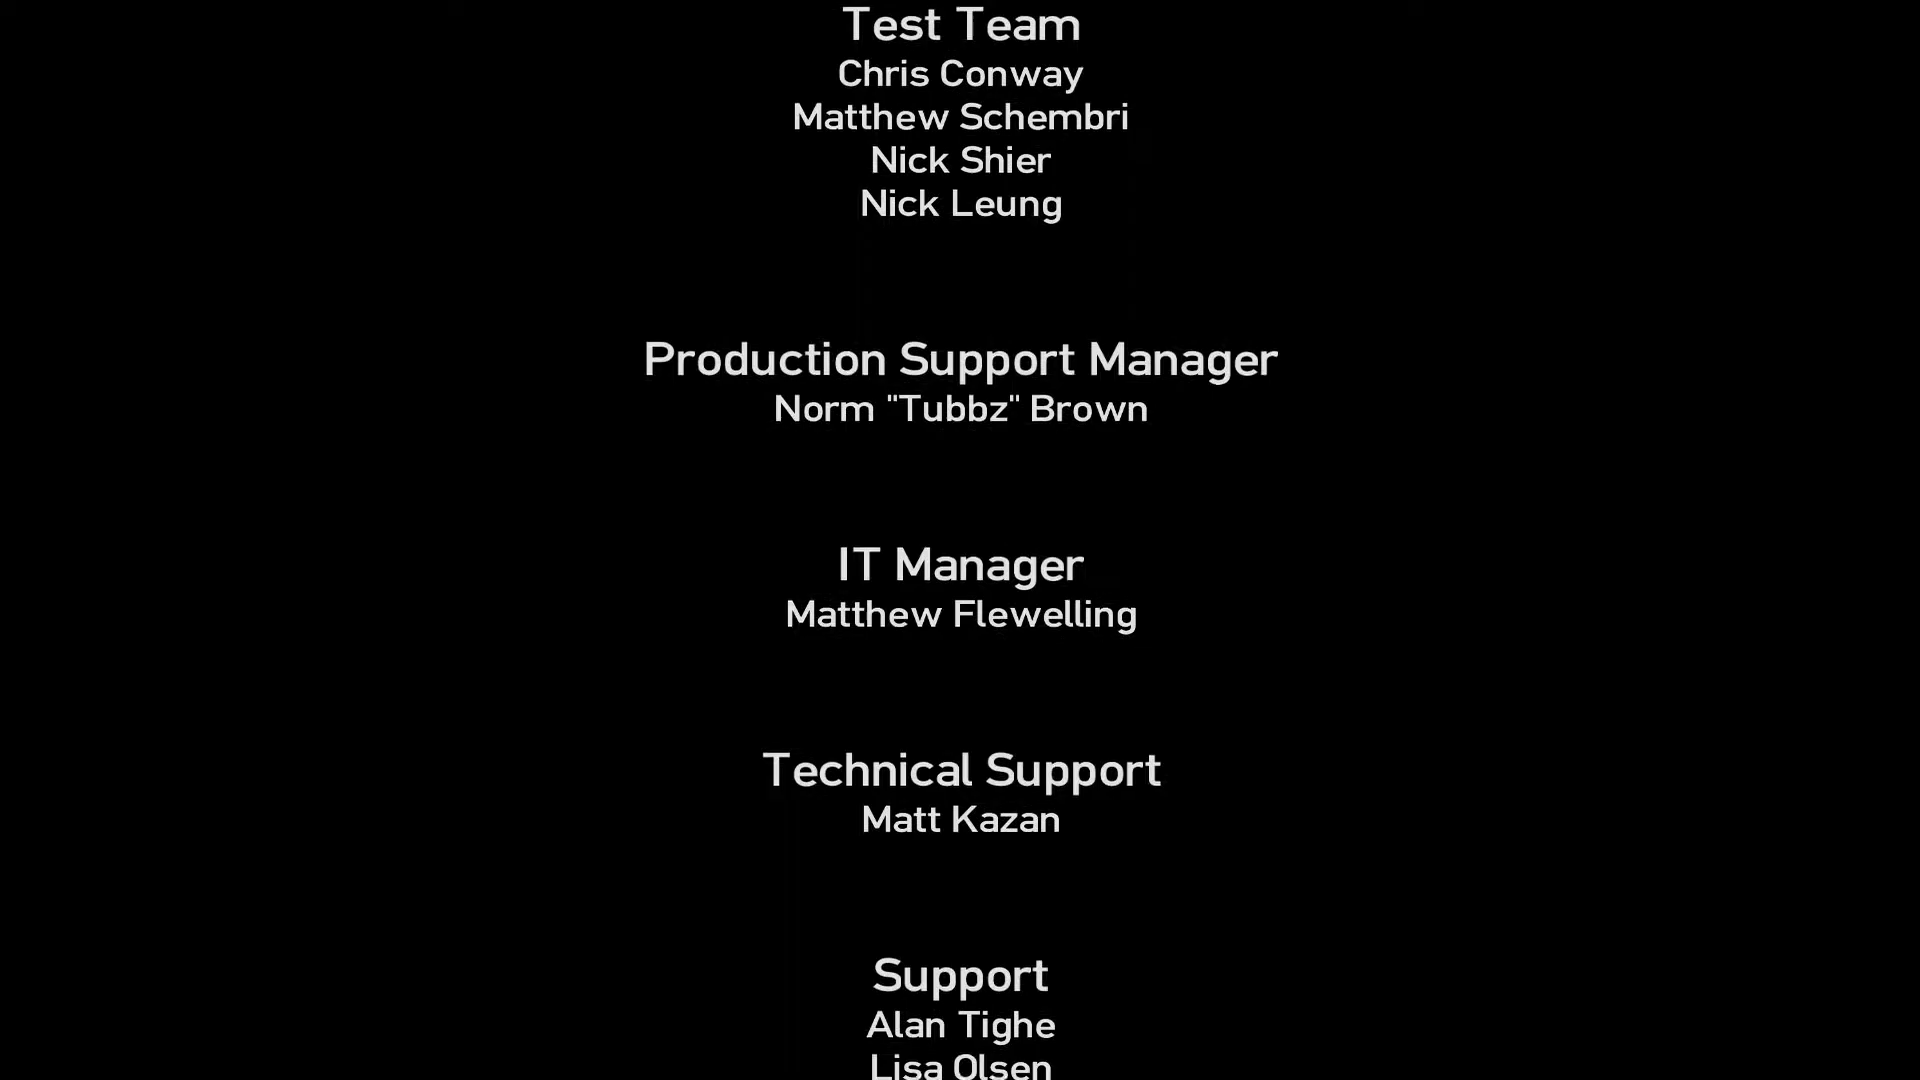 Test Team
Chris Conway
Matthew Schembri
Nick Shier
Nick Leung
Production Support Manager
Norm "Tubbz" Brown
IT Manager
Matthew Flewelling
Technical Support
Matt Kazan
Support
Alan Tighe
Lisa Olsen